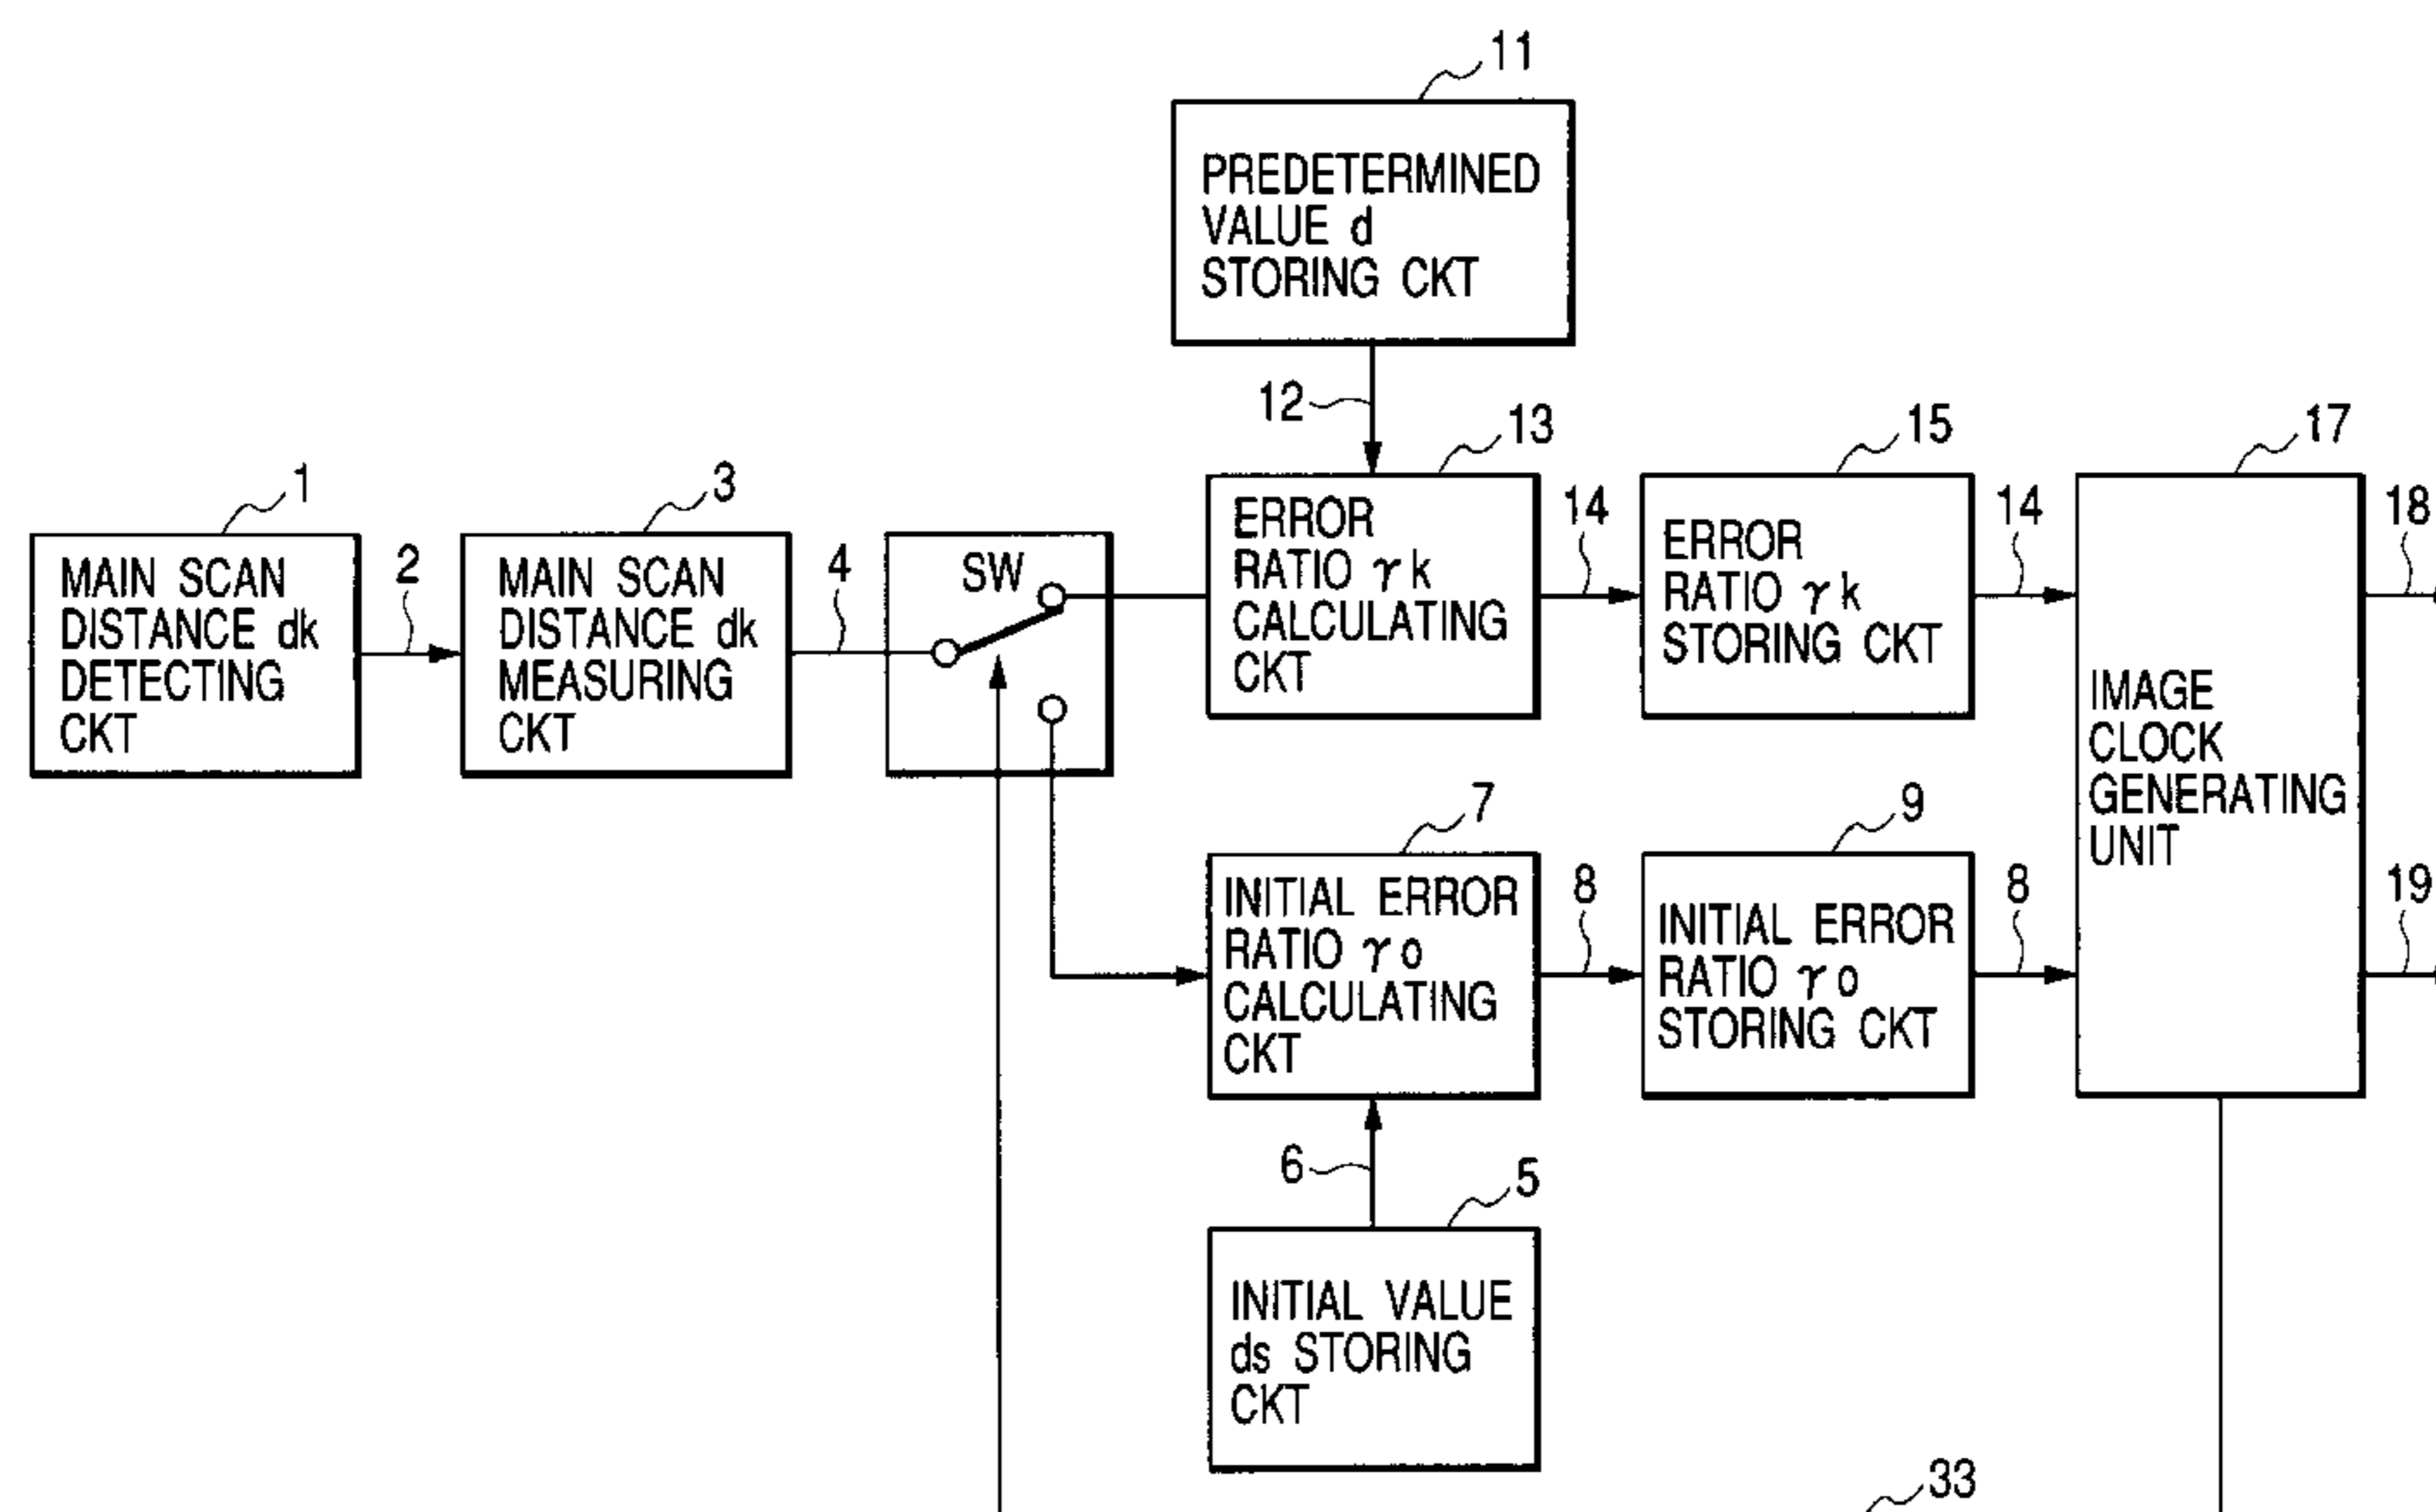 11
PREDETERMINED
VALUE d
STORING CKT
12
13
15
17
1
3
ERROR
RATIO γk
CALCULATING
CKT
14
ERROR
RATIO γk
STORING CKT
14
18
MAIN SCAN
DISTANCE dk
DETECTING
CKT
2
MAIN SCAN
DISTANCE dk
MEASURING
CKT
4
SW
IMAGE
CLOCK
GENERATING
UNIT
7
9
INITIAL ERROR
RATIO γo
CALCULATING
CKT
8
INITIAL ERROR
RATIO γo
STORING CKT
8
19
6
5
INITIAL VALUE
ds STORING
CKT
33